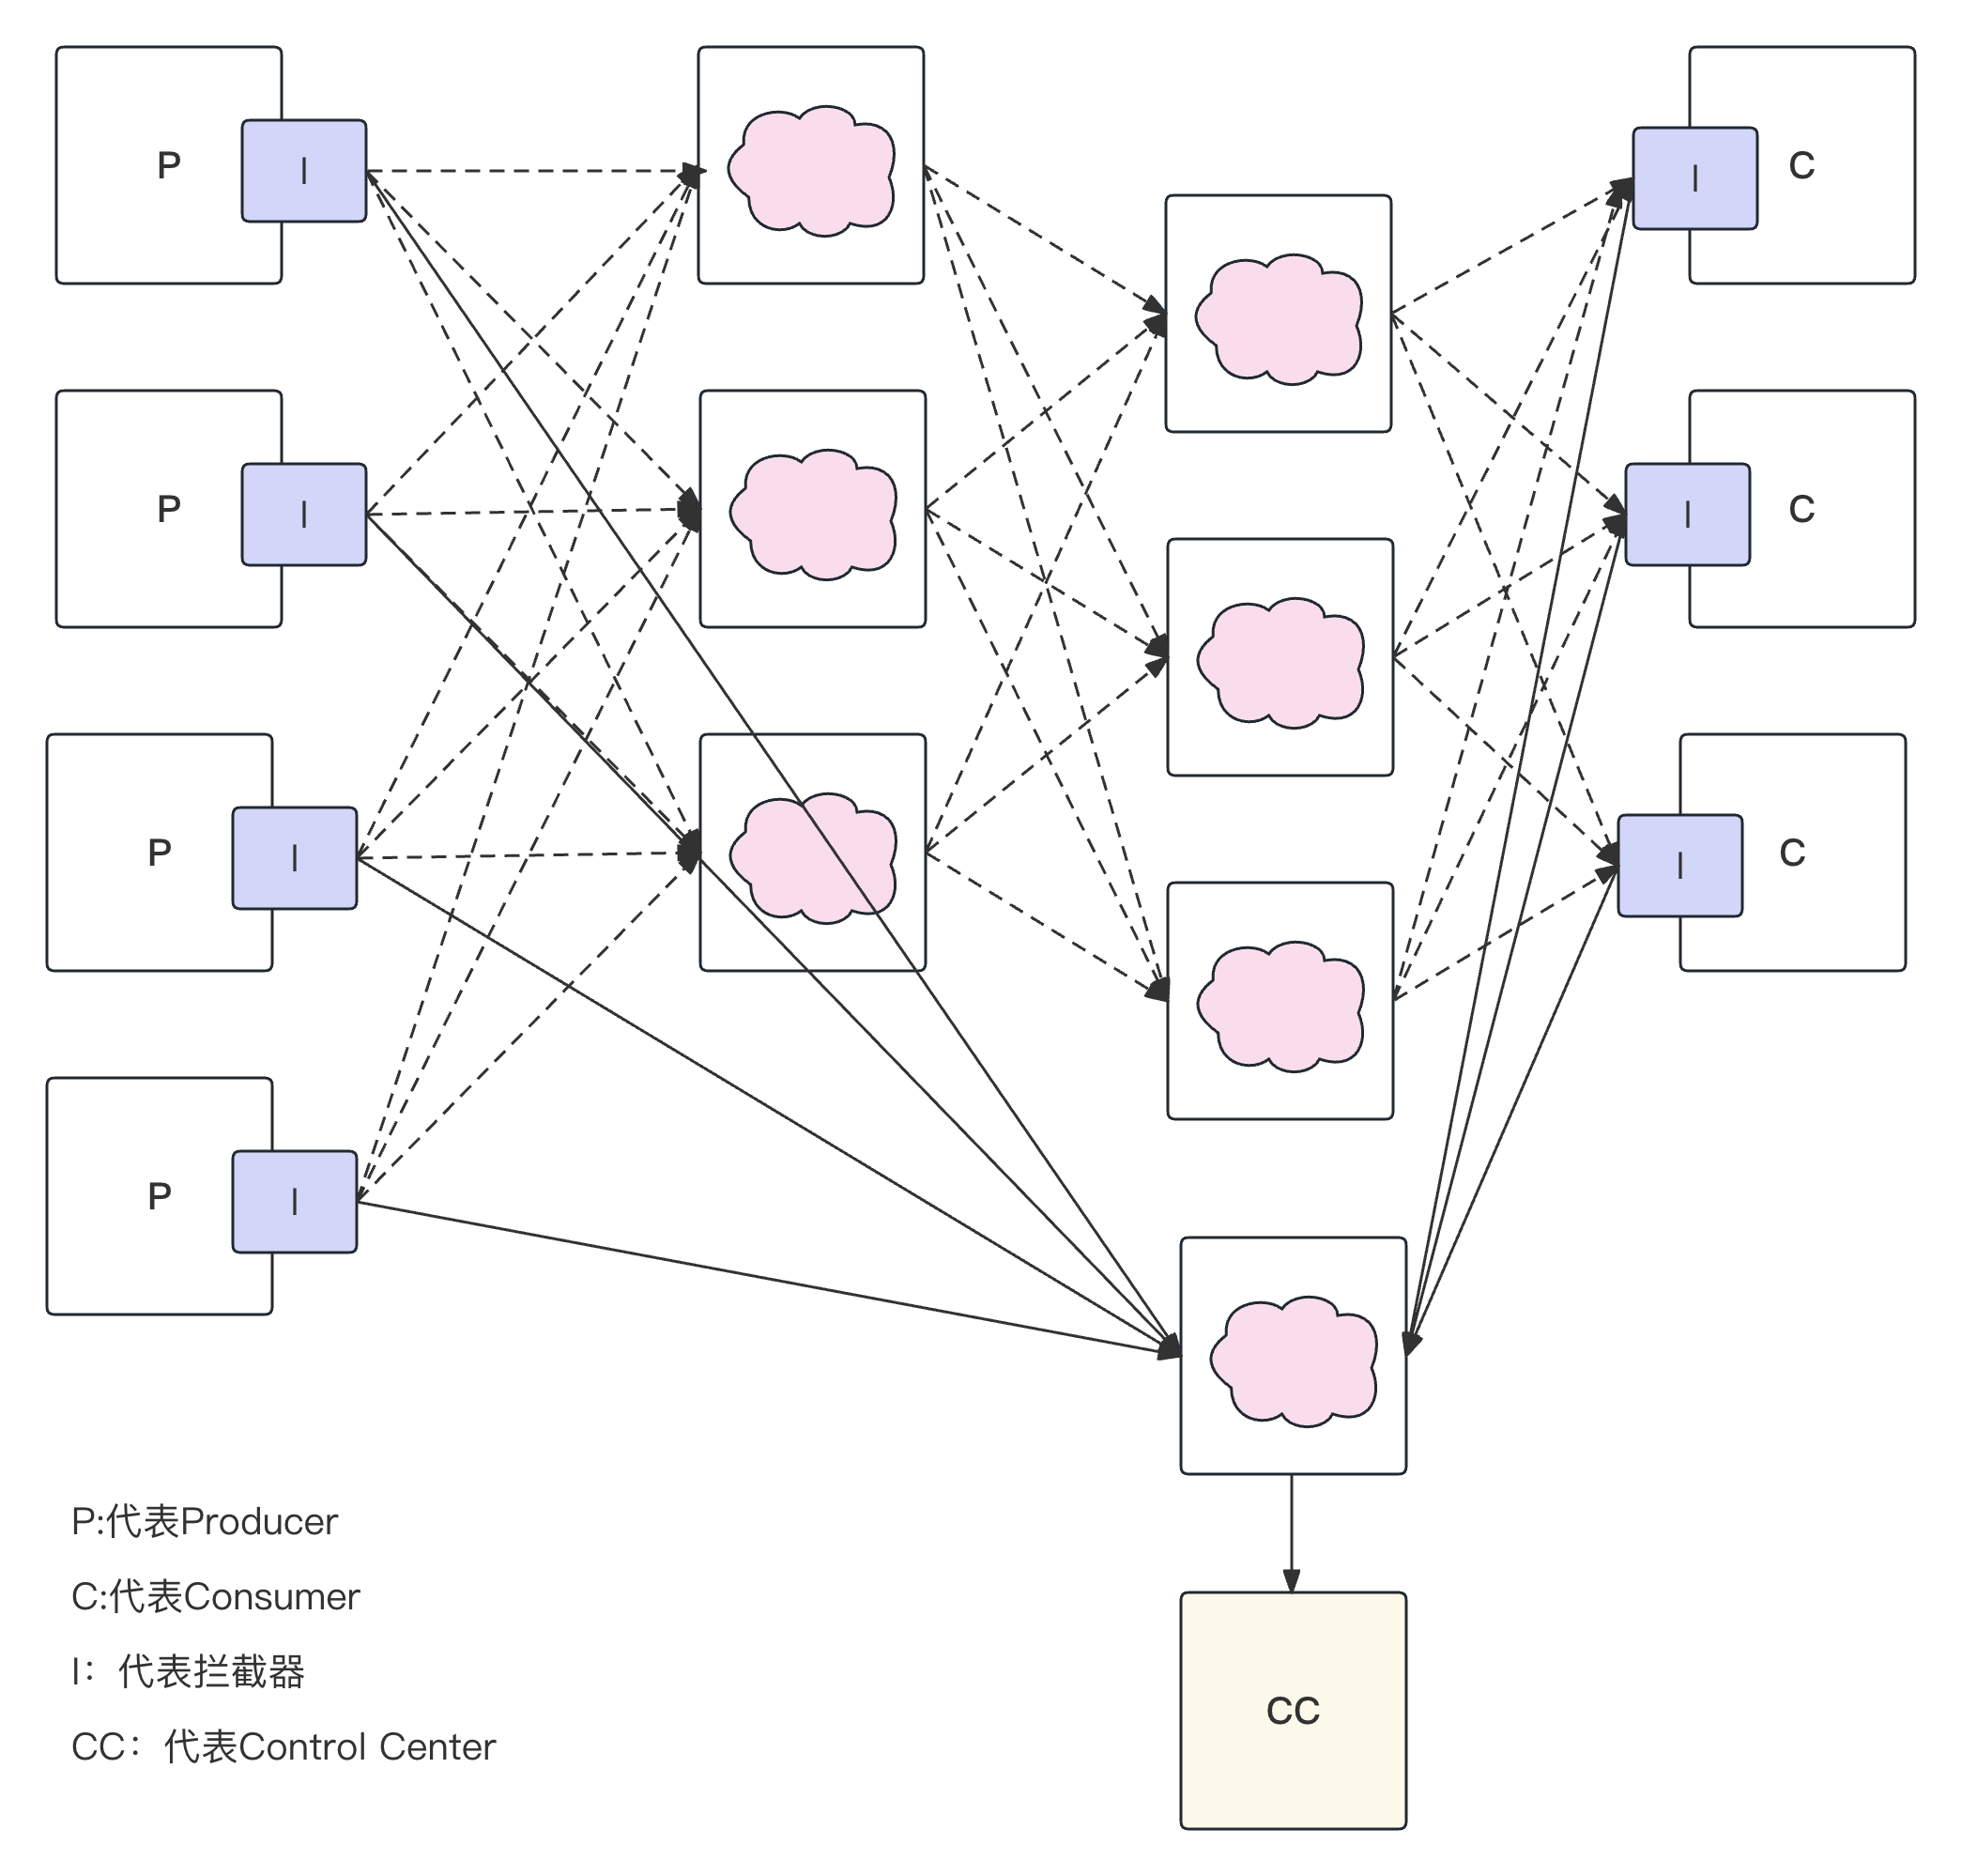 P
I
I
C
P
I
I
C
P
I
I
C
P
I
P:代表Producer
C:代表Consumer
I：代表拦截器
CC：代表Control Center
CC